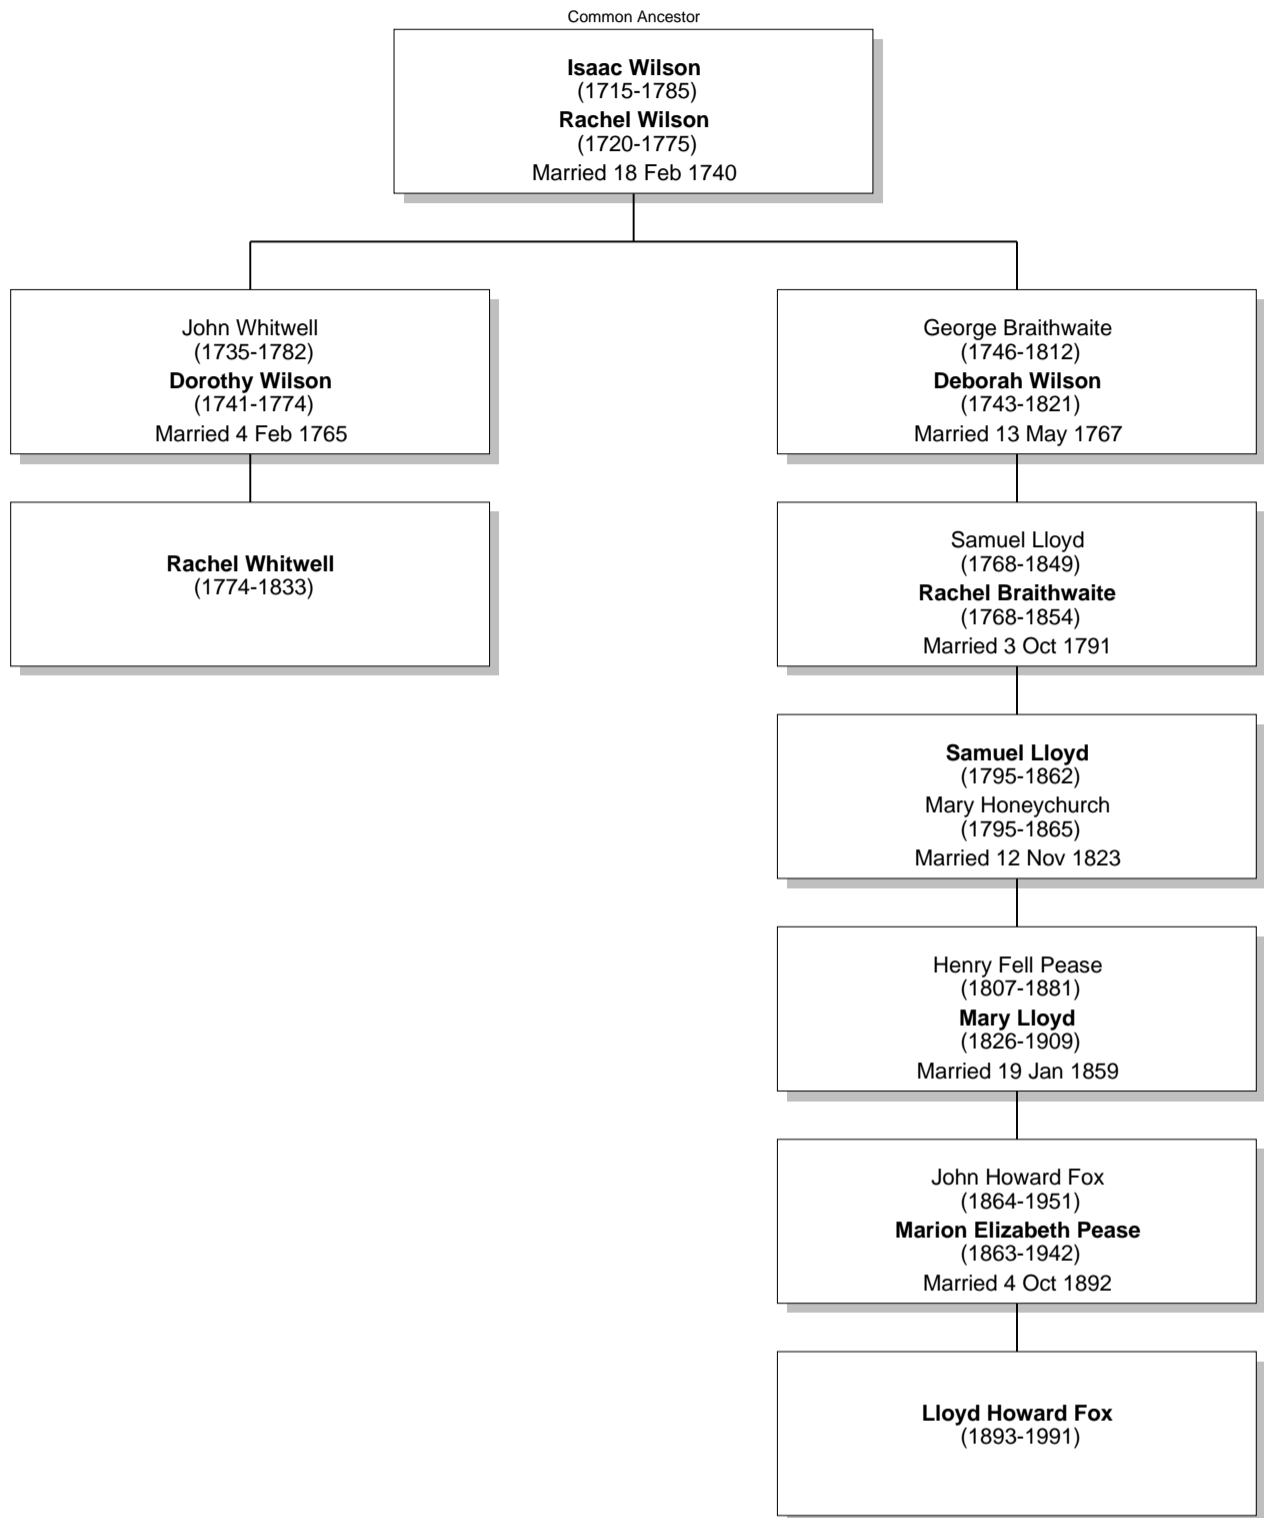 Common Ancestor
Isaac Wilson
(1715-1785)
Rachel Wilson
(1720-1775)
Married 18 Feb 1740
John Whitwell
(1735-1782)
Dorothy Wilson
(1741-1774)
Married 4 Feb 1765
George Braithwaite
(1746-1812)
Deborah Wilson
(1743-1821)
Married 13 May 1767
Rachel Whitwell
(1774-1833)
Samuel Lloyd
(1768-1849)
Rachel Braithwaite
(1768-1854)
Married 3 Oct 1791
Samuel Lloyd
(1795-1862)
Mary Honeychurch
(1795-1865)
Married 12 Nov 1823
Henry Fell Pease
(1807-1881)
Mary Lloyd
(1826-1909)
Married 19 Jan 1859
John Howard Fox
(1864-1951)
Marion Elizabeth Pease
(1863-1942)
Married 4 Oct 1892
Lloyd Howard Fox
(1893-1991)